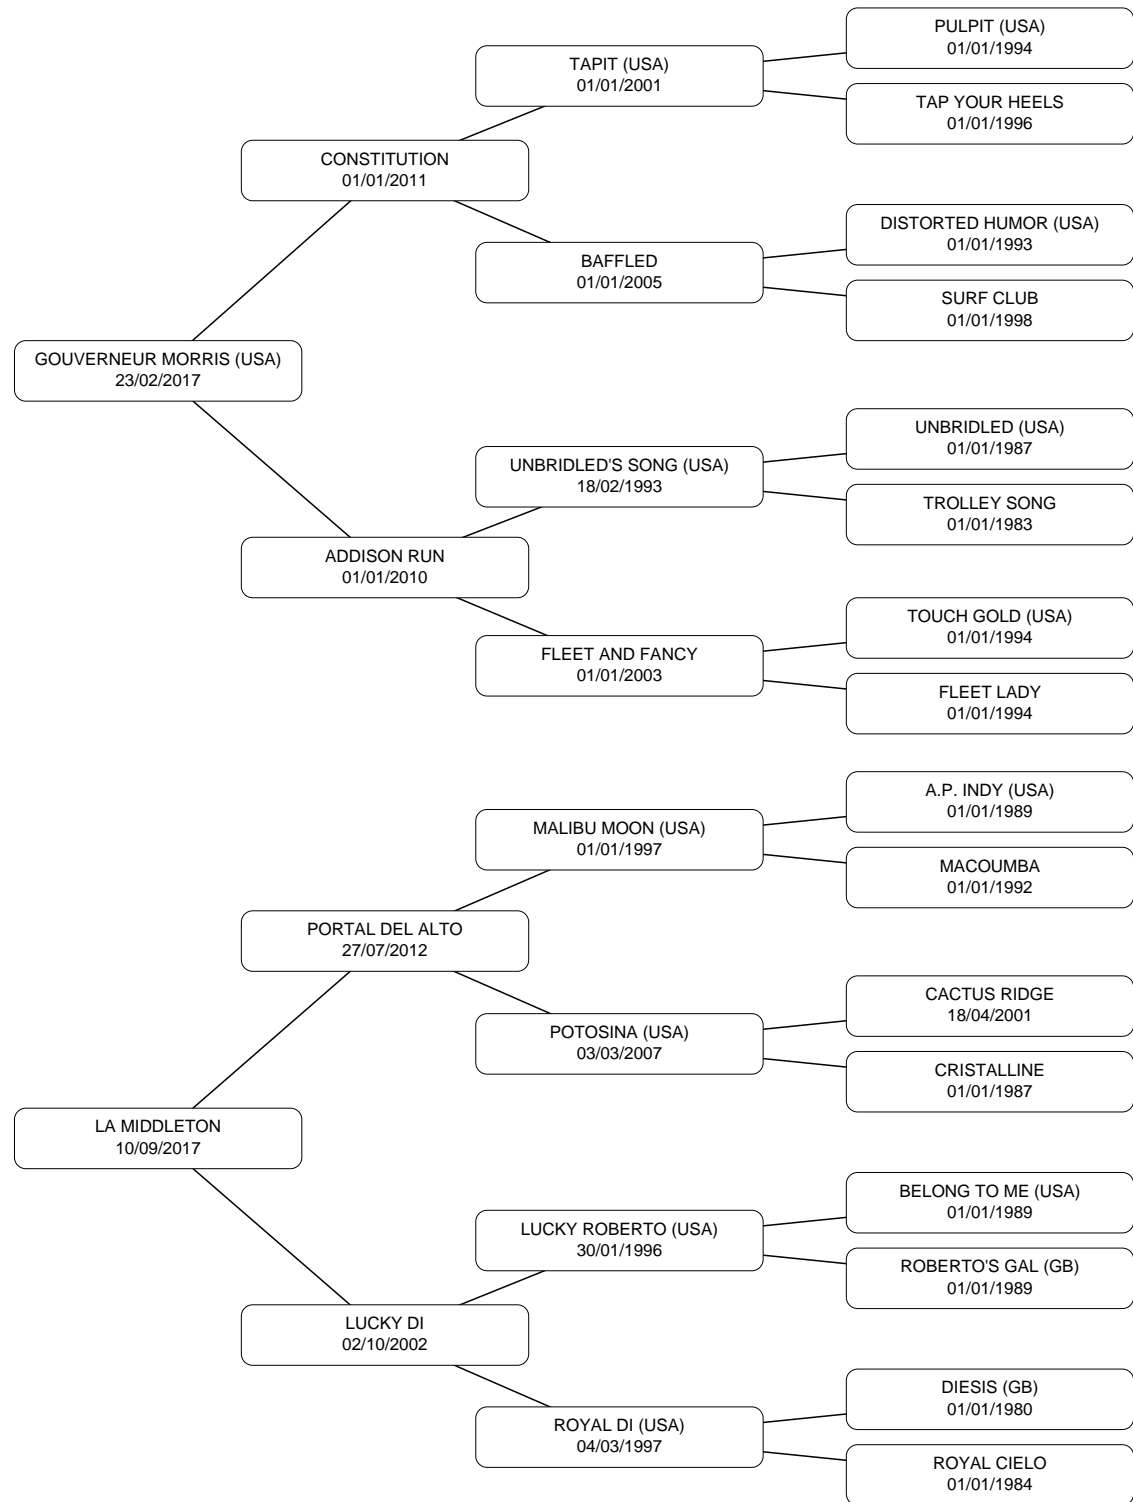 PULPIT (USA)
01/01/1994
TAPIT (USA)
01/01/2001
TAP YOUR HEELS
01/01/1996
CONSTITUTION
01/01/2011
DISTORTED HUMOR (USA)
01/01/1993
BAFFLED
01/01/2005
SURF CLUB
01/01/1998
GOUVERNEUR MORRIS (USA)
23/02/2017
UNBRIDLED (USA)
01/01/1987
UNBRIDLED'S SONG (USA)
18/02/1993
TROLLEY SONG
01/01/1983
ADDISON RUN
01/01/2010
TOUCH GOLD (USA)
01/01/1994
FLEET AND FANCY
01/01/2003
FLEET LADY
01/01/1994
A.P. INDY (USA)
01/01/1989
MALIBU MOON (USA)
01/01/1997
MACOUMBA
01/01/1992
PORTAL DEL ALTO
27/07/2012
CACTUS RIDGE
18/04/2001
POTOSINA (USA)
03/03/2007
CRISTALLINE
01/01/1987
LA MIDDLETON
10/09/2017
BELONG TO ME (USA)
01/01/1989
LUCKY ROBERTO (USA)
30/01/1996
ROBERTO'S GAL (GB)
01/01/1989
LUCKY DI
02/10/2002
DIESIS (GB)
01/01/1980
ROYAL DI (USA)
04/03/1997
ROYAL CIELO
01/01/1984